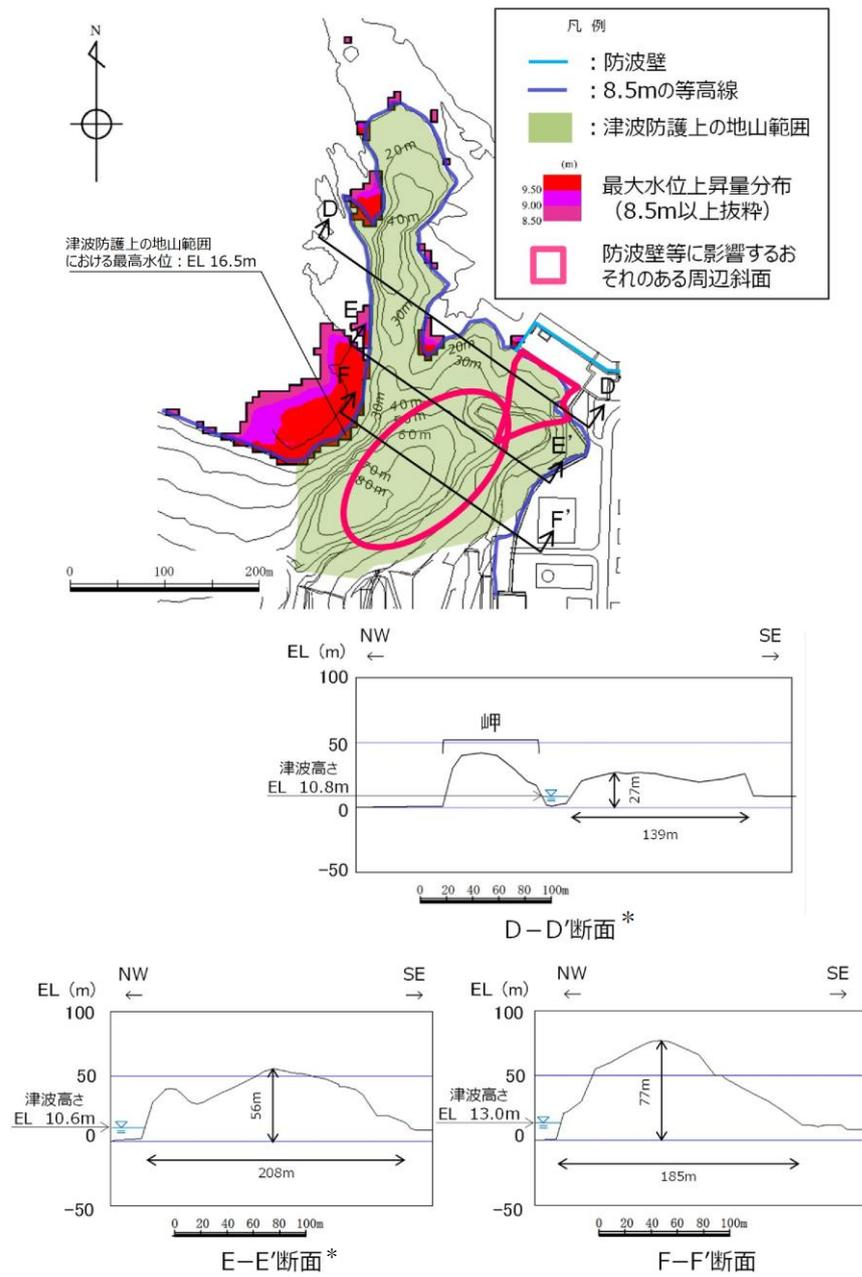 N
凡 例
：防波壁
：8.5mの等高線
：津波防護上の地山範囲
(m)
9.50
9.00
8.50
最大水位上昇量分布
（8.5m以上抜粋）
防波壁等に影響するお
それのある周辺斜面
津波防護上の地山範囲
における最高水位：EL 16.5m
20m
40m
30m
20m
30m
30m
40m
60m
70m
80m
D
E
F
D'
E'
F'
0 100 200m
NW
←
SE
→
EL（m）
100
50
0
-50
岬
津波高さ
EL 10.8m
27m
139m
0 20 40 60 80 100m
D－D′断面*
NW
←
SE
→
EL（m）
100
50
0
-50
津波高さ
EL 10.6m
56m
208m
0 20 40 60 80 100m
E－E′断面*
NW
←
SE
→
EL（m）
100
50
0
-50
津波高さ
EL 13.0m
77m
185m
0 20 40 60 80 100m
F－F′断面